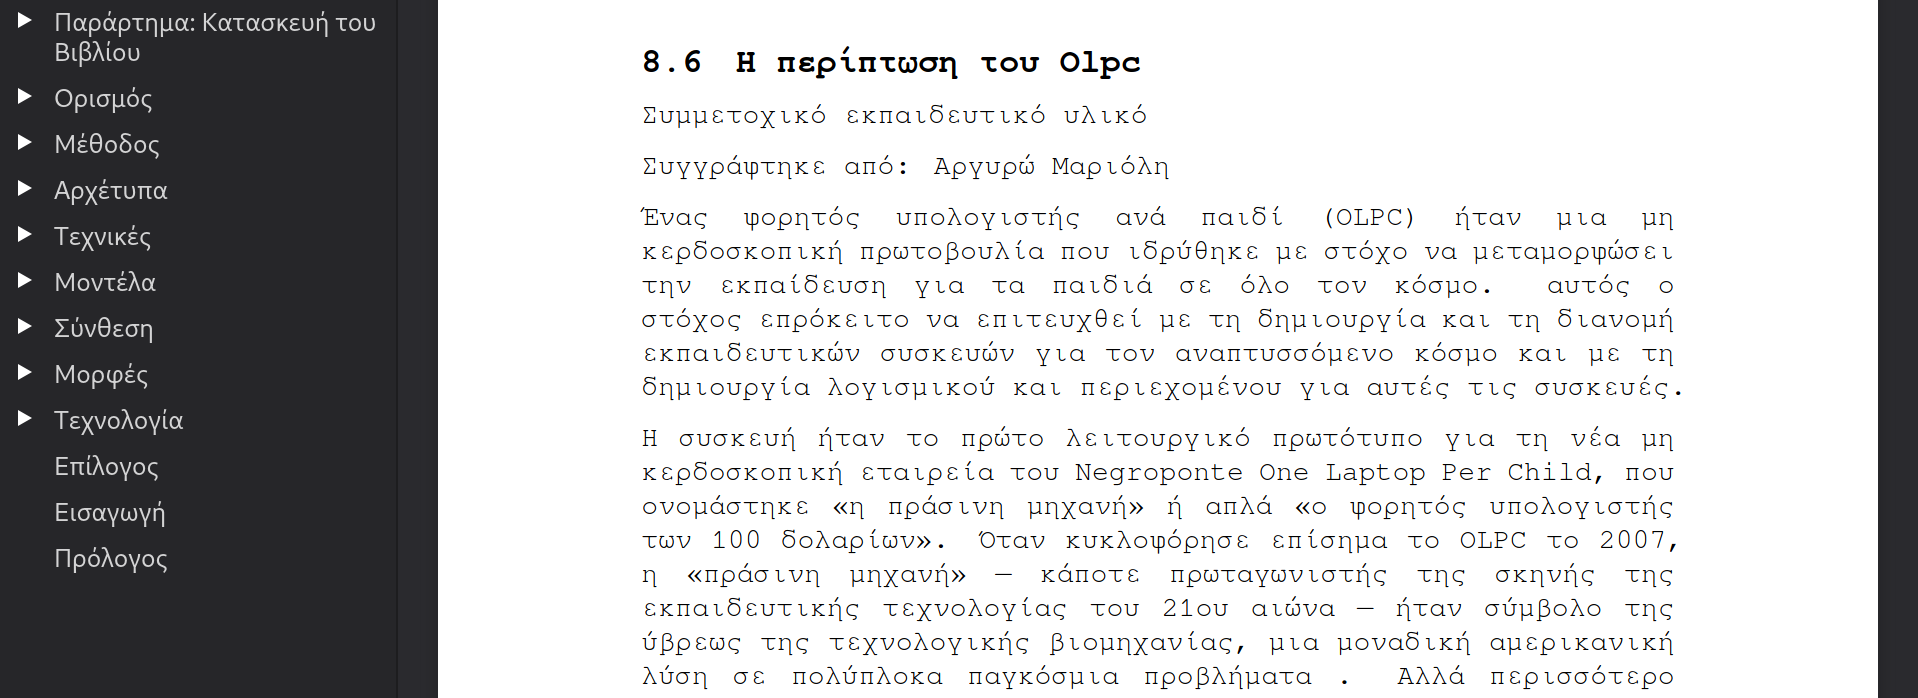 Παράρτημα: Κατασκευή του
Βιβλίου
Ορισμός
Μέθοδος
Αρχέτυπα
Τεχνικές
Μοντέλα
Σύνθεση
Μορφές
Τεχνολογία
Επίλογος
Εισαγωγή
Πρόλογος
8.6 Η περίπτωση του Olpc
Συμμετοχικό εκπαιδευτικό υλικό
Συγγράφτηκε από: Αργυρώ Μαριόλη
Ένας φορητός υπολογιστής ανά παιδί (OLPC) ήταν μια μη
κερδοσκοπική πρωτοβουλία που ιδρύθηκε με στόχο να μεταμορφώσει
την εκπαίδευση για τα παιδιά σε όλο τον κόσμο. αυτός ο
στόχος επρόκειτο να επιτευχθεί με τη δημιουργία και τη διανομή
εκπαιδευτικών συσκευών για τον αναπτυσσόμενο κόσμο και με τη
δημιουργία λογισμικού και περιεχομένου για αυτές τις συσκευές.
Η συσκευή ήταν το πρώτο λειτουργικό πρωτότυπο για τη νέα μη
κερδοσκοπική εταιρεία του Negroponte One Laptop Per Child, που
ονομάστηκε «η πράσινη μηχανή» ή απλά «ο φορητός υπολογιστής
των 100 δολαρίων». Όταν κυκλοφόρησε επίσημα το OLPC το 2007,
η «πράσινη μηχανή» – κάποτε πρωταγωνιστής της σκηνής της
εκπαιδευτικής τεχνολογίας του 21ου αιώνα – ήταν σύμβολο της
ύβρεως της τεχνολογικής βιομηχανίας, μια μοναδική αμερικανική
λύση σε πολύπλοκα παγκόσμια προβλήματα . Αλλά περισσότερο